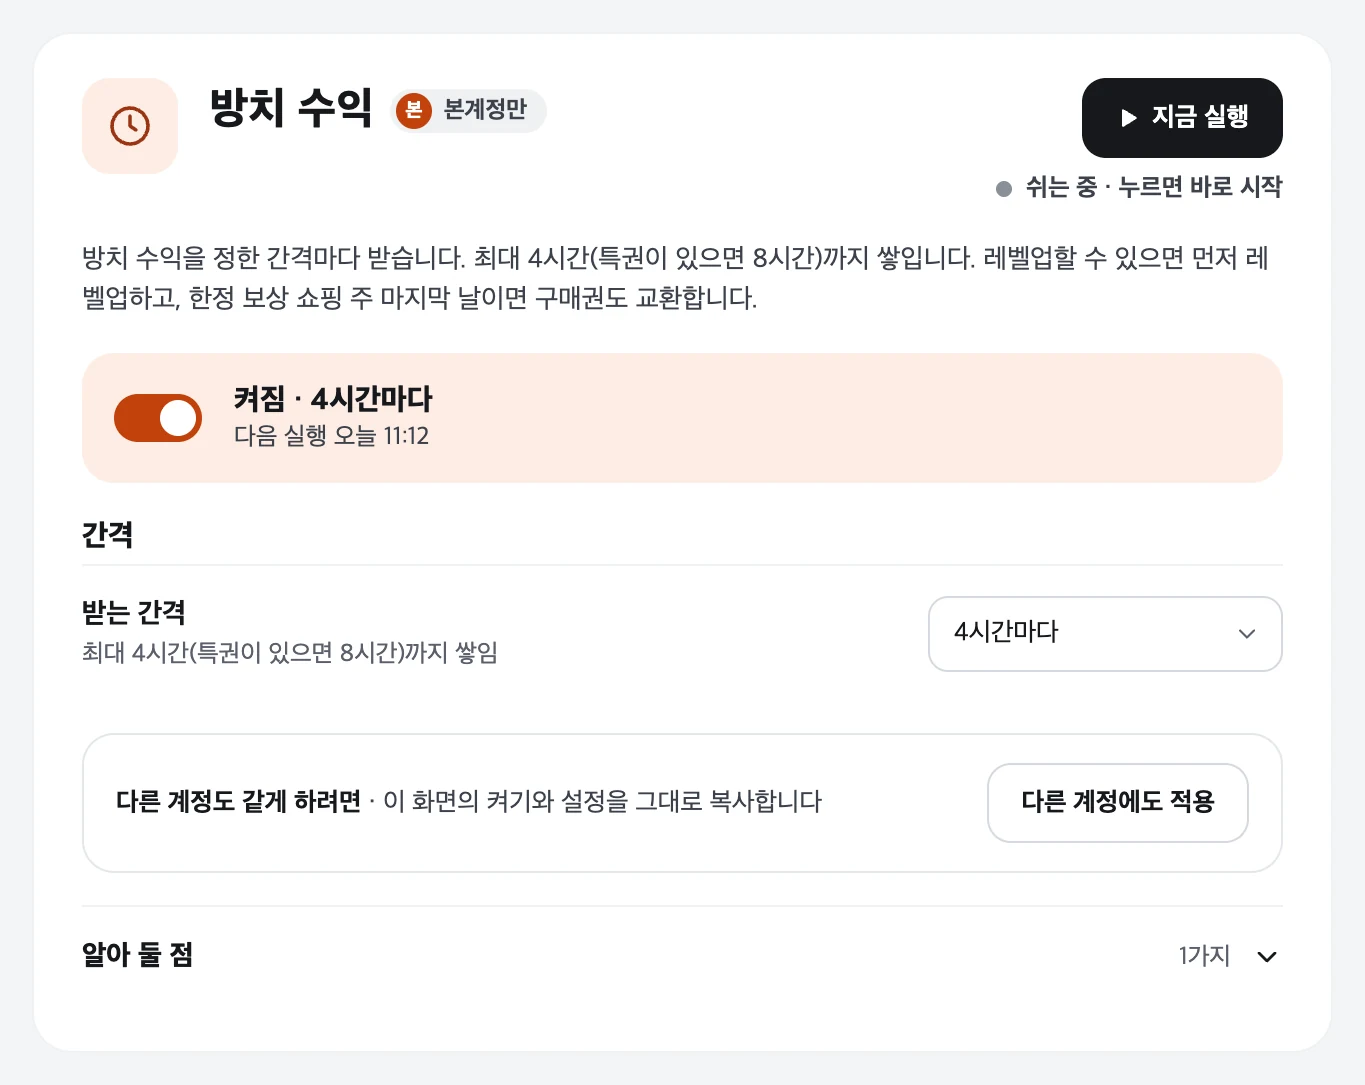 방치 수익
본 본계정만
▶ 지금 실행
쉬는 중 · 누르면 바로 시작
방치 수익을 정한 간격마다 받습니다. 최대 4시간(특권이 있으면 8시간)까지 쌓입니다. 레벨업할 수 있으면 먼저 레
벨업하고, 한정 보상 쇼핑 주 마지막 날이면 구매권도 교환합니다.
켜짐 · 4시간마다
다음 실행 오늘 11:12
간격
받는 간격
최대 4시간(특권이 있으면 8시간)까지 쌓임
4시간마다
다른 계정도 같게 하려면 · 이 화면의 켜기와 설정을 그대로 복사합니다
다른 계정에도 적용
알아 둘 점
1가지